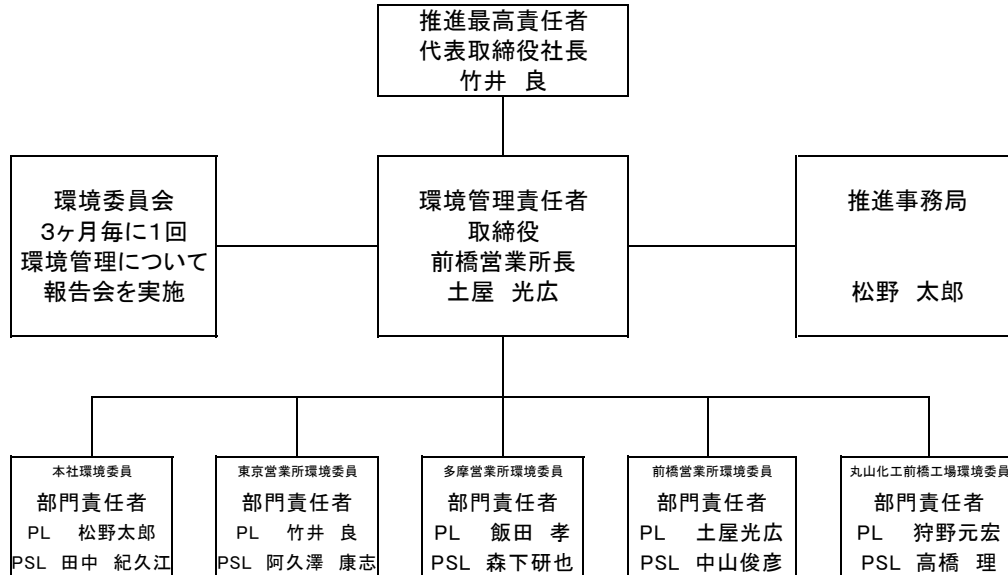 推進最高責任者
代表取締役社長
竹井 良
環境委員会
3ヶ月毎に1回
環境管理について
報告会を実施
環境管理責任者
取締役
前橋営業所長
土屋 光広
推進事務局
松野 太郎
本社環境委員
部門責任者
PL 松野太郎
PSL 田中 紀久江
東京営業所環境委員
部門責任者
PL 竹井 良
PSL 阿久澤 康志
多摩営業所環境委員
部門責任者
PL 飯田 孝
PSL 森下研也
前橋営業所環境委員
部門責任者
PL 土屋光広
PSL 中山俊彦
丸山化工前橋工場環境委員
部門責任者
PL 狩野元宏
PSL 高橋 理